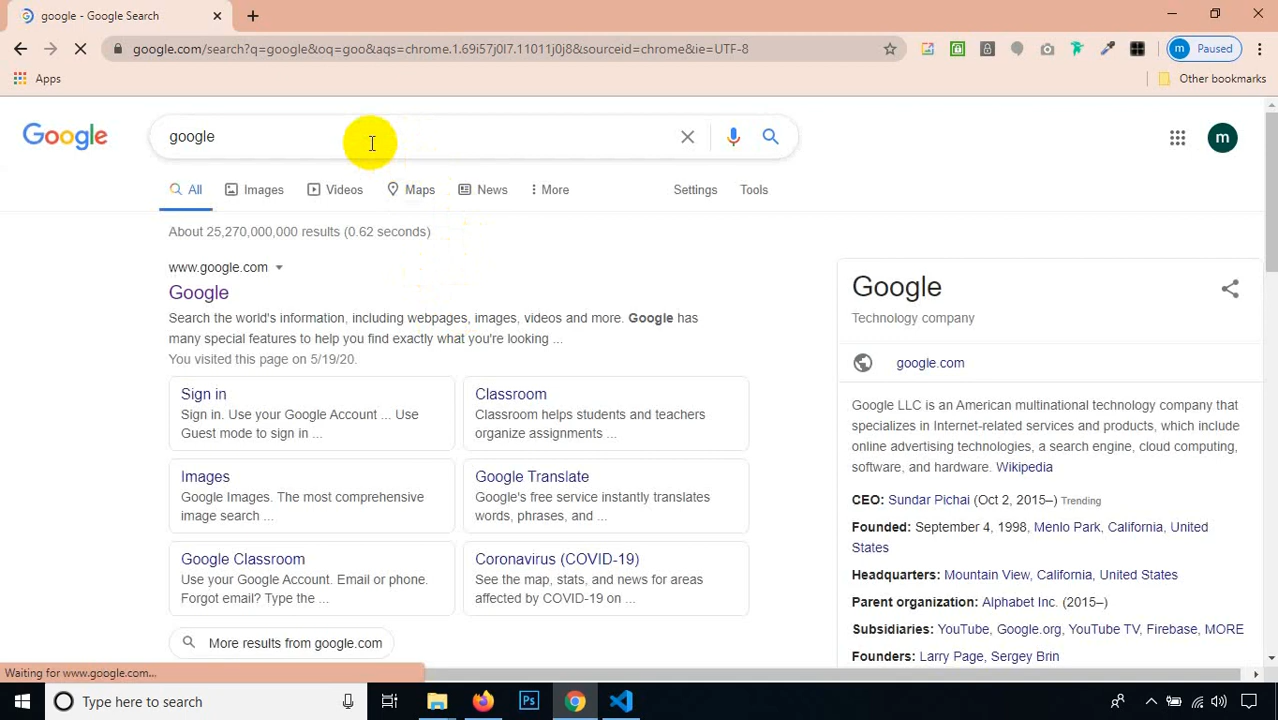 google - Google Search
google.com/search?q=google&oq=goo&aqs=chrome.1.69i57j0l7.11011j0j8&sourceid=chrome&ie=UTF-8
m Paused
Apps
Other bookmarks
Google
google
m
All
Images
Videos
Maps
News
More
Settings
Tools
About 25,270,000,000 results (0.62 seconds)
www.google.com
Google
Search the world's information, including webpages, images, videos and more. Google has
many special features to help you find exactly what you're looking ...
You visited this page on 5/19/20.
Sign in
Sign in. Use your Google Account ... Use
Guest mode to sign in ...
Classroom
Classroom helps students and teachers
organize assignments ...
Images
Google Images. The most comprehensive
image search ...
Google Translate
Google's free service instantly translates
words, phrases, and ...
Google Classroom
Use your Google Account. Email or phone.
Forgot email? Type the ...
Coronavirus (COVID-19)
See the map, stats, and news for areas
affected by COVID-19 on ...
More results from google.com
Google
Technology company
google.com
Google LLC is an American multinational technology company that
specializes in Internet-related services and products, which include
online advertising technologies, a search engine, cloud computing,
software, and hardware. Wikipedia
CEO: Sundar Pichai (Oct 2, 2015–) Trending
Founded: September 4, 1998, Menlo Park, California, United
States
Headquarters: Mountain View, California, United States
Parent organization: Alphabet Inc. (2015–)
Subsidiaries: YouTube, Google.org, YouTube TV, Firebase, MORE
Founders: Larry Page, Sergey Brin
Waiting for www.google.com...
Type here to search
Ps